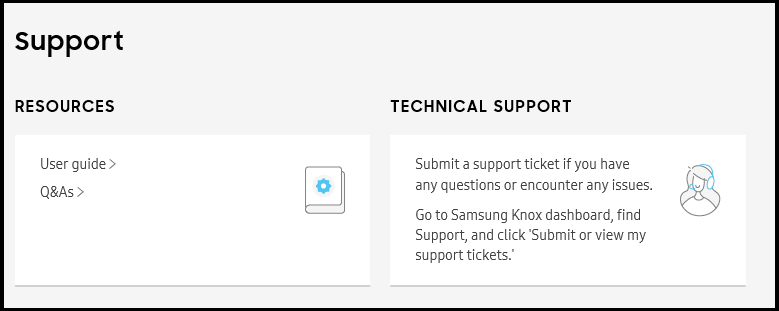 Support
RESOURCES
User guide >
Q&As >
TECHNICAL SUPPORT
Submit a support ticket if you have
any questions or encounter any issues.
Go to Samsung Knox dashboard, find
Support, and click 'Submit or view my
support tickets.'